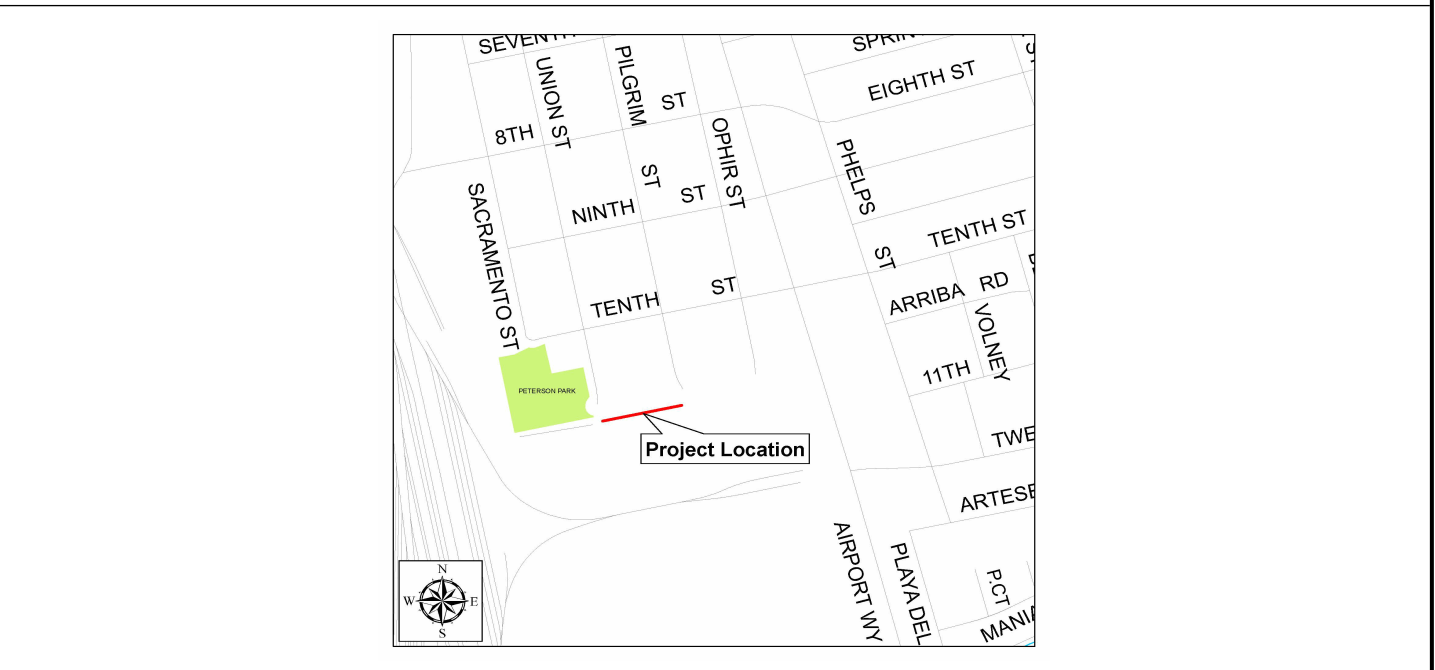 SEVENTH
UNION ST
PILGRIM
ST
ST
8TH
OPHIR ST
EIGHTH ST
PHELPS
ST
SACRAMENTO ST
NINTH
ST
TENTH
ST
TENTH ST
ARRIBA
RD
VOLNEY
11TH
PETERSON PARK
Project Location
TWE
ARTESE
AIRPORT WY
PLAYA DEL
P.CT
MANIA
N
W
E
S